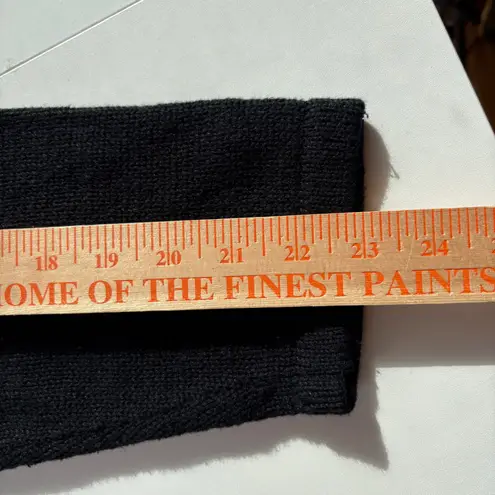 18 19 20 21 22 23 24
HOME OF THE FINEST PAINTS